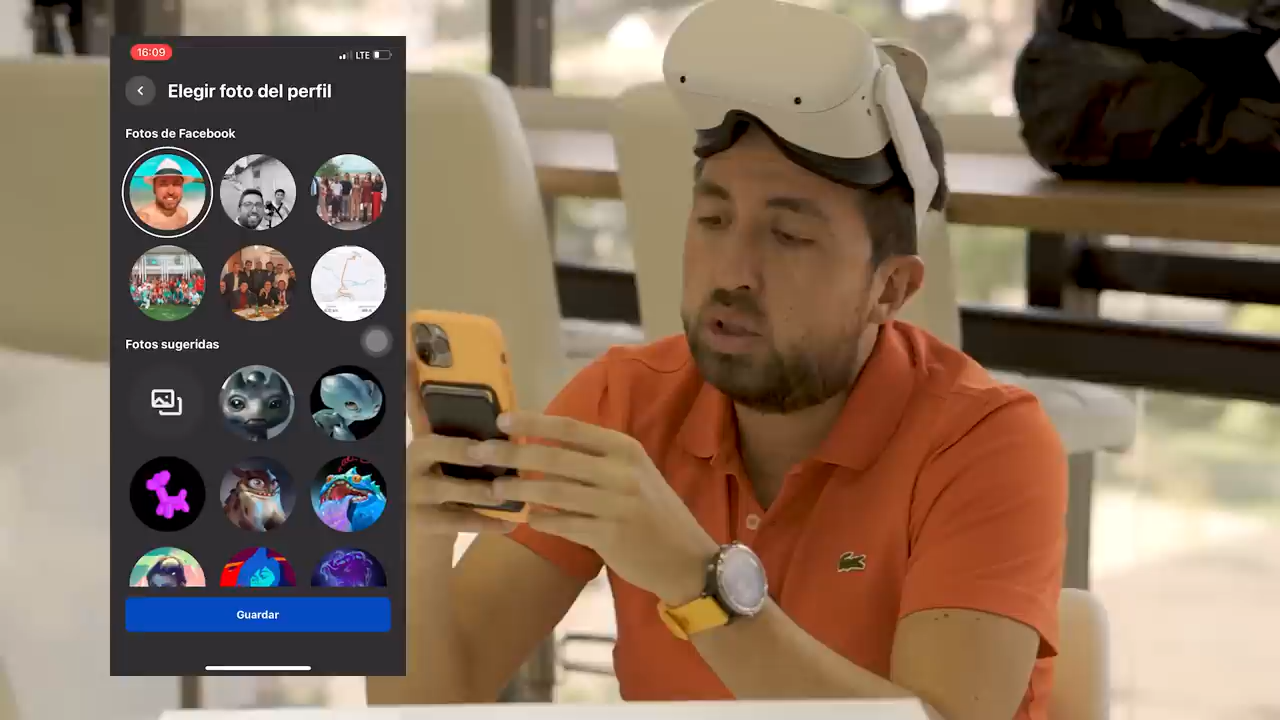 16:09
LTE
Elegir foto del perfil
Fotos de Facebook
Fotos sugeridas
Guardar